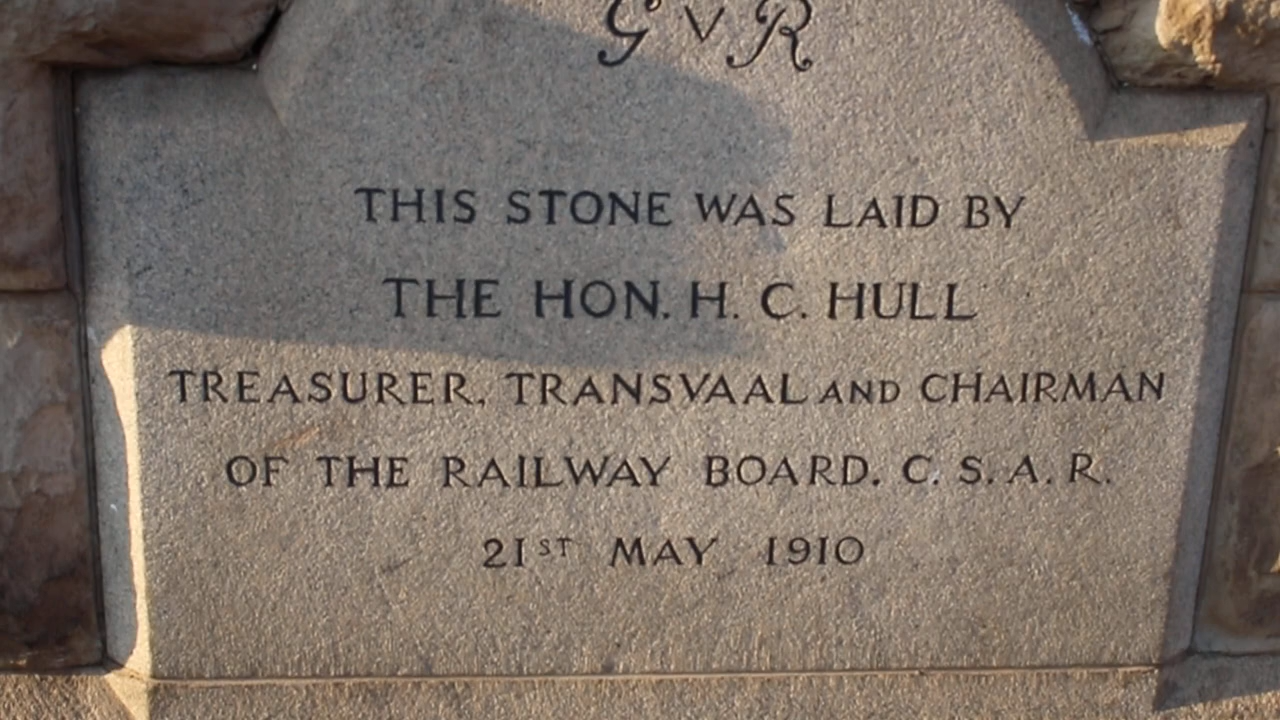 G V R
THIS STONE WAS LAID BY
THE HON. H. C. HULL
TREASURER, TRANSVAAL AND CHAIRMAN
OF THE RAILWAY BOARD. C. S. A. R.
21ST MAY 1910